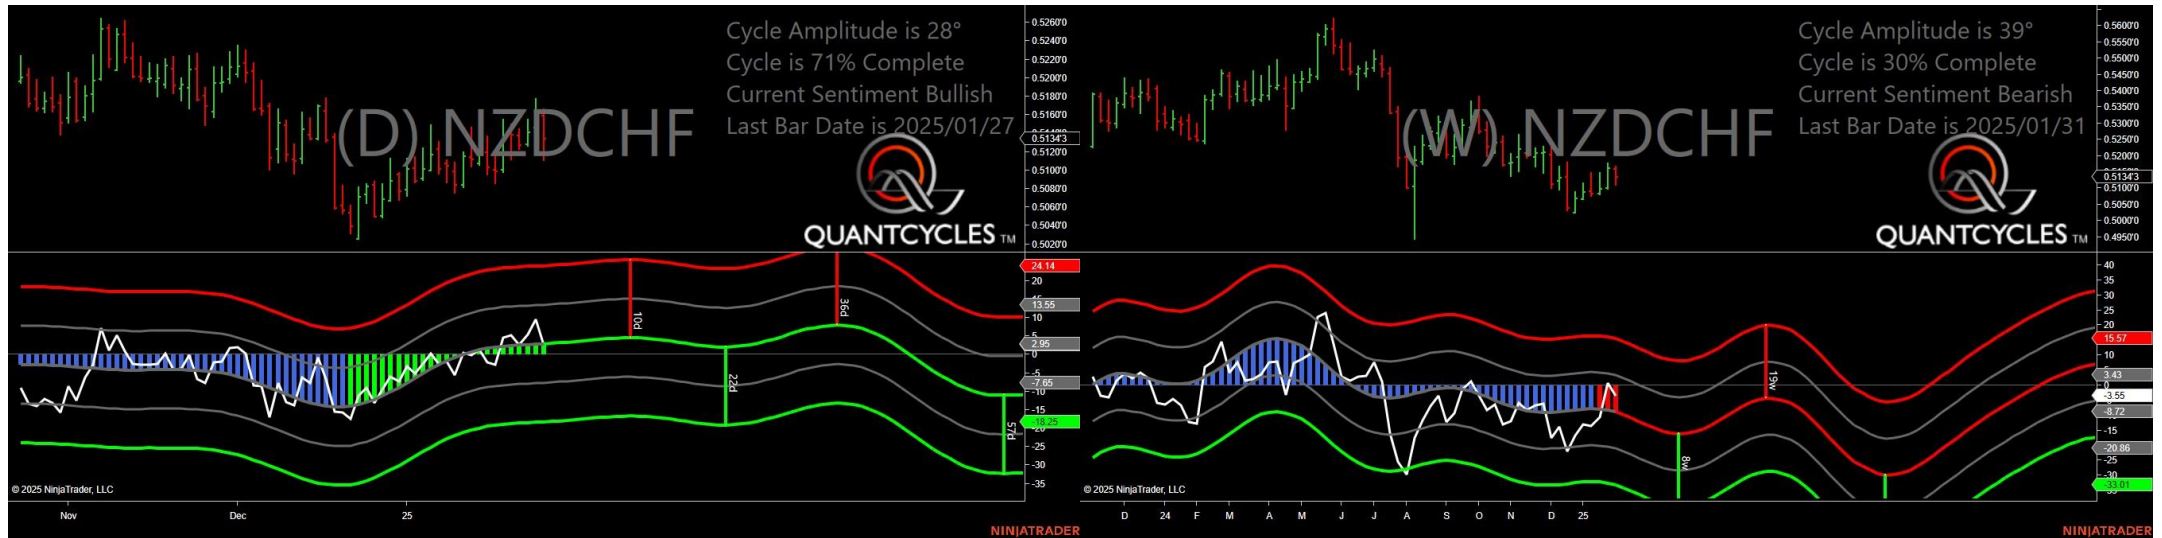 Cycle Amplitude is 28°
Cycle is 71% Complete
Current Sentiment Bullish
Last Bar Date is 2025/01/27
(D) NZDCHF
QUANTCYCLES TM
0.5260'0
0.5240'0
0.5220'0
0.5200'0
0.5180'0
0.5160'0
0.5134'3
0.5120'0
0.5100'0
0.5080'0
0.5060'0
0.5040'0
0.5020'0
24.14
20
13.55
10
5
2.95
0
-5
-7.65
-10
-15
-18.25
-25
-30
-35
10d
22d
36d
57d
© 2025 NinjaTrader, LLC
Nov
Dec
25
NINJATRADER
Cycle Amplitude is 39°
Cycle is 30% Complete
Current Sentiment Bearish
Last Bar Date is 2025/01/31
(W) NZDCHF
QUANTCYCLES TM
0.5600'0
0.5550'0
0.5500'0
0.5450'0
0.5400'0
0.5350'0
0.5300'0
0.5250'0
0.5200'0
0.5134'3
0.5100'0
0.5050'0
0.5000'0
0.4950'0
40
35
30
25
20
15.57
10
3.43
0
-3.55
-8.72
-15
-20.86
-25
-30
-33.01
8w
19w
© 2025 NinjaTrader, LLC
D
24
F
M
A
M
J
J
A
S
O
N
D
25
NINJATRADER